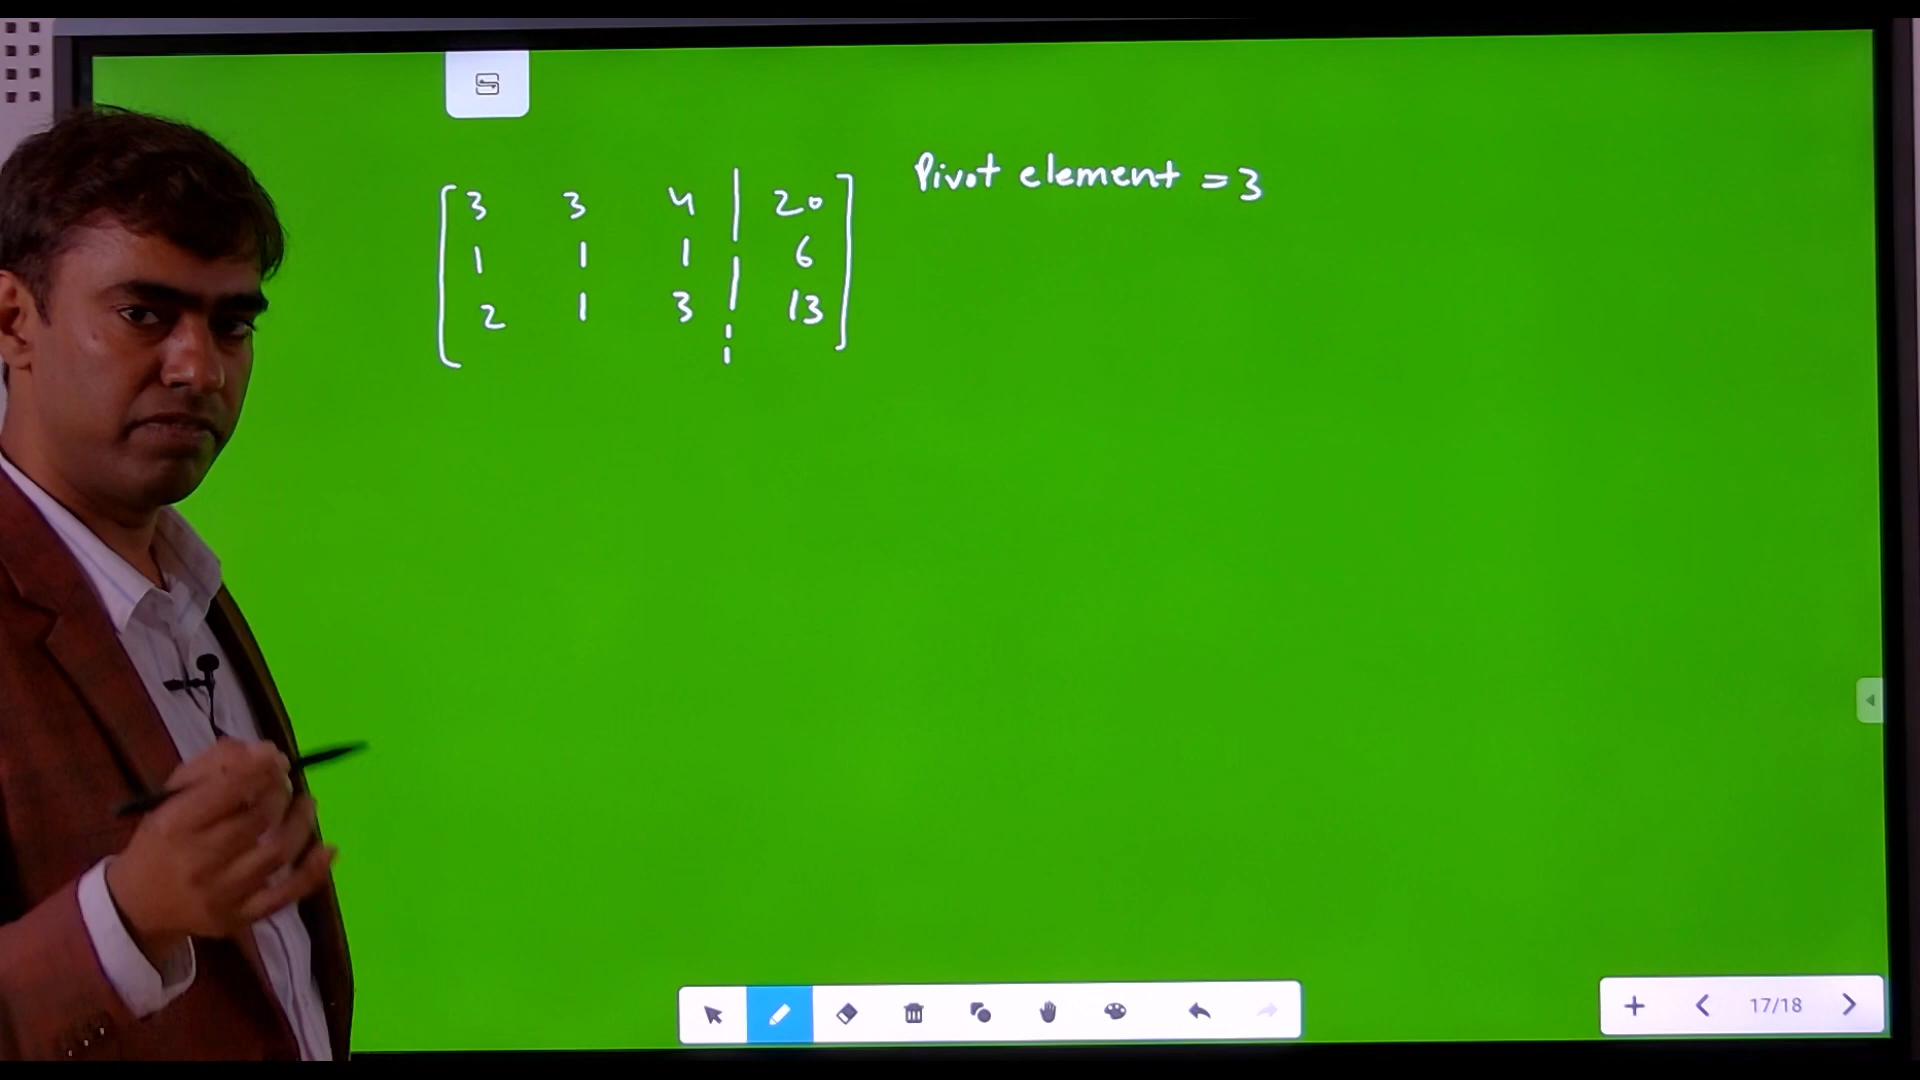 Pivot element = 3
3 3 4 | 20
1 1 1 | 6
2 1 3 | 13
17/18